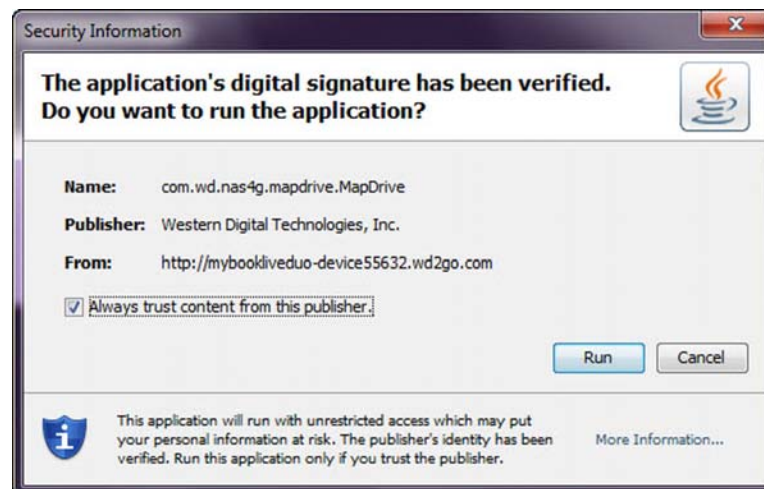 Security Information
The application's digital signature has been verified.
Do you want to run the application?
Name: com.wd.nas4g.mapdrive.MapDrive
Publisher: Western Digital Technologies, Inc.
From: http://mybookliveduo-device55632.wd2go.com
Always trust content from this publisher.
Run Cancel
This application will run with unrestricted access which may put
your personal information at risk. The publisher's identity has been
verified. Run this application only if you trust the publisher.
More Information...